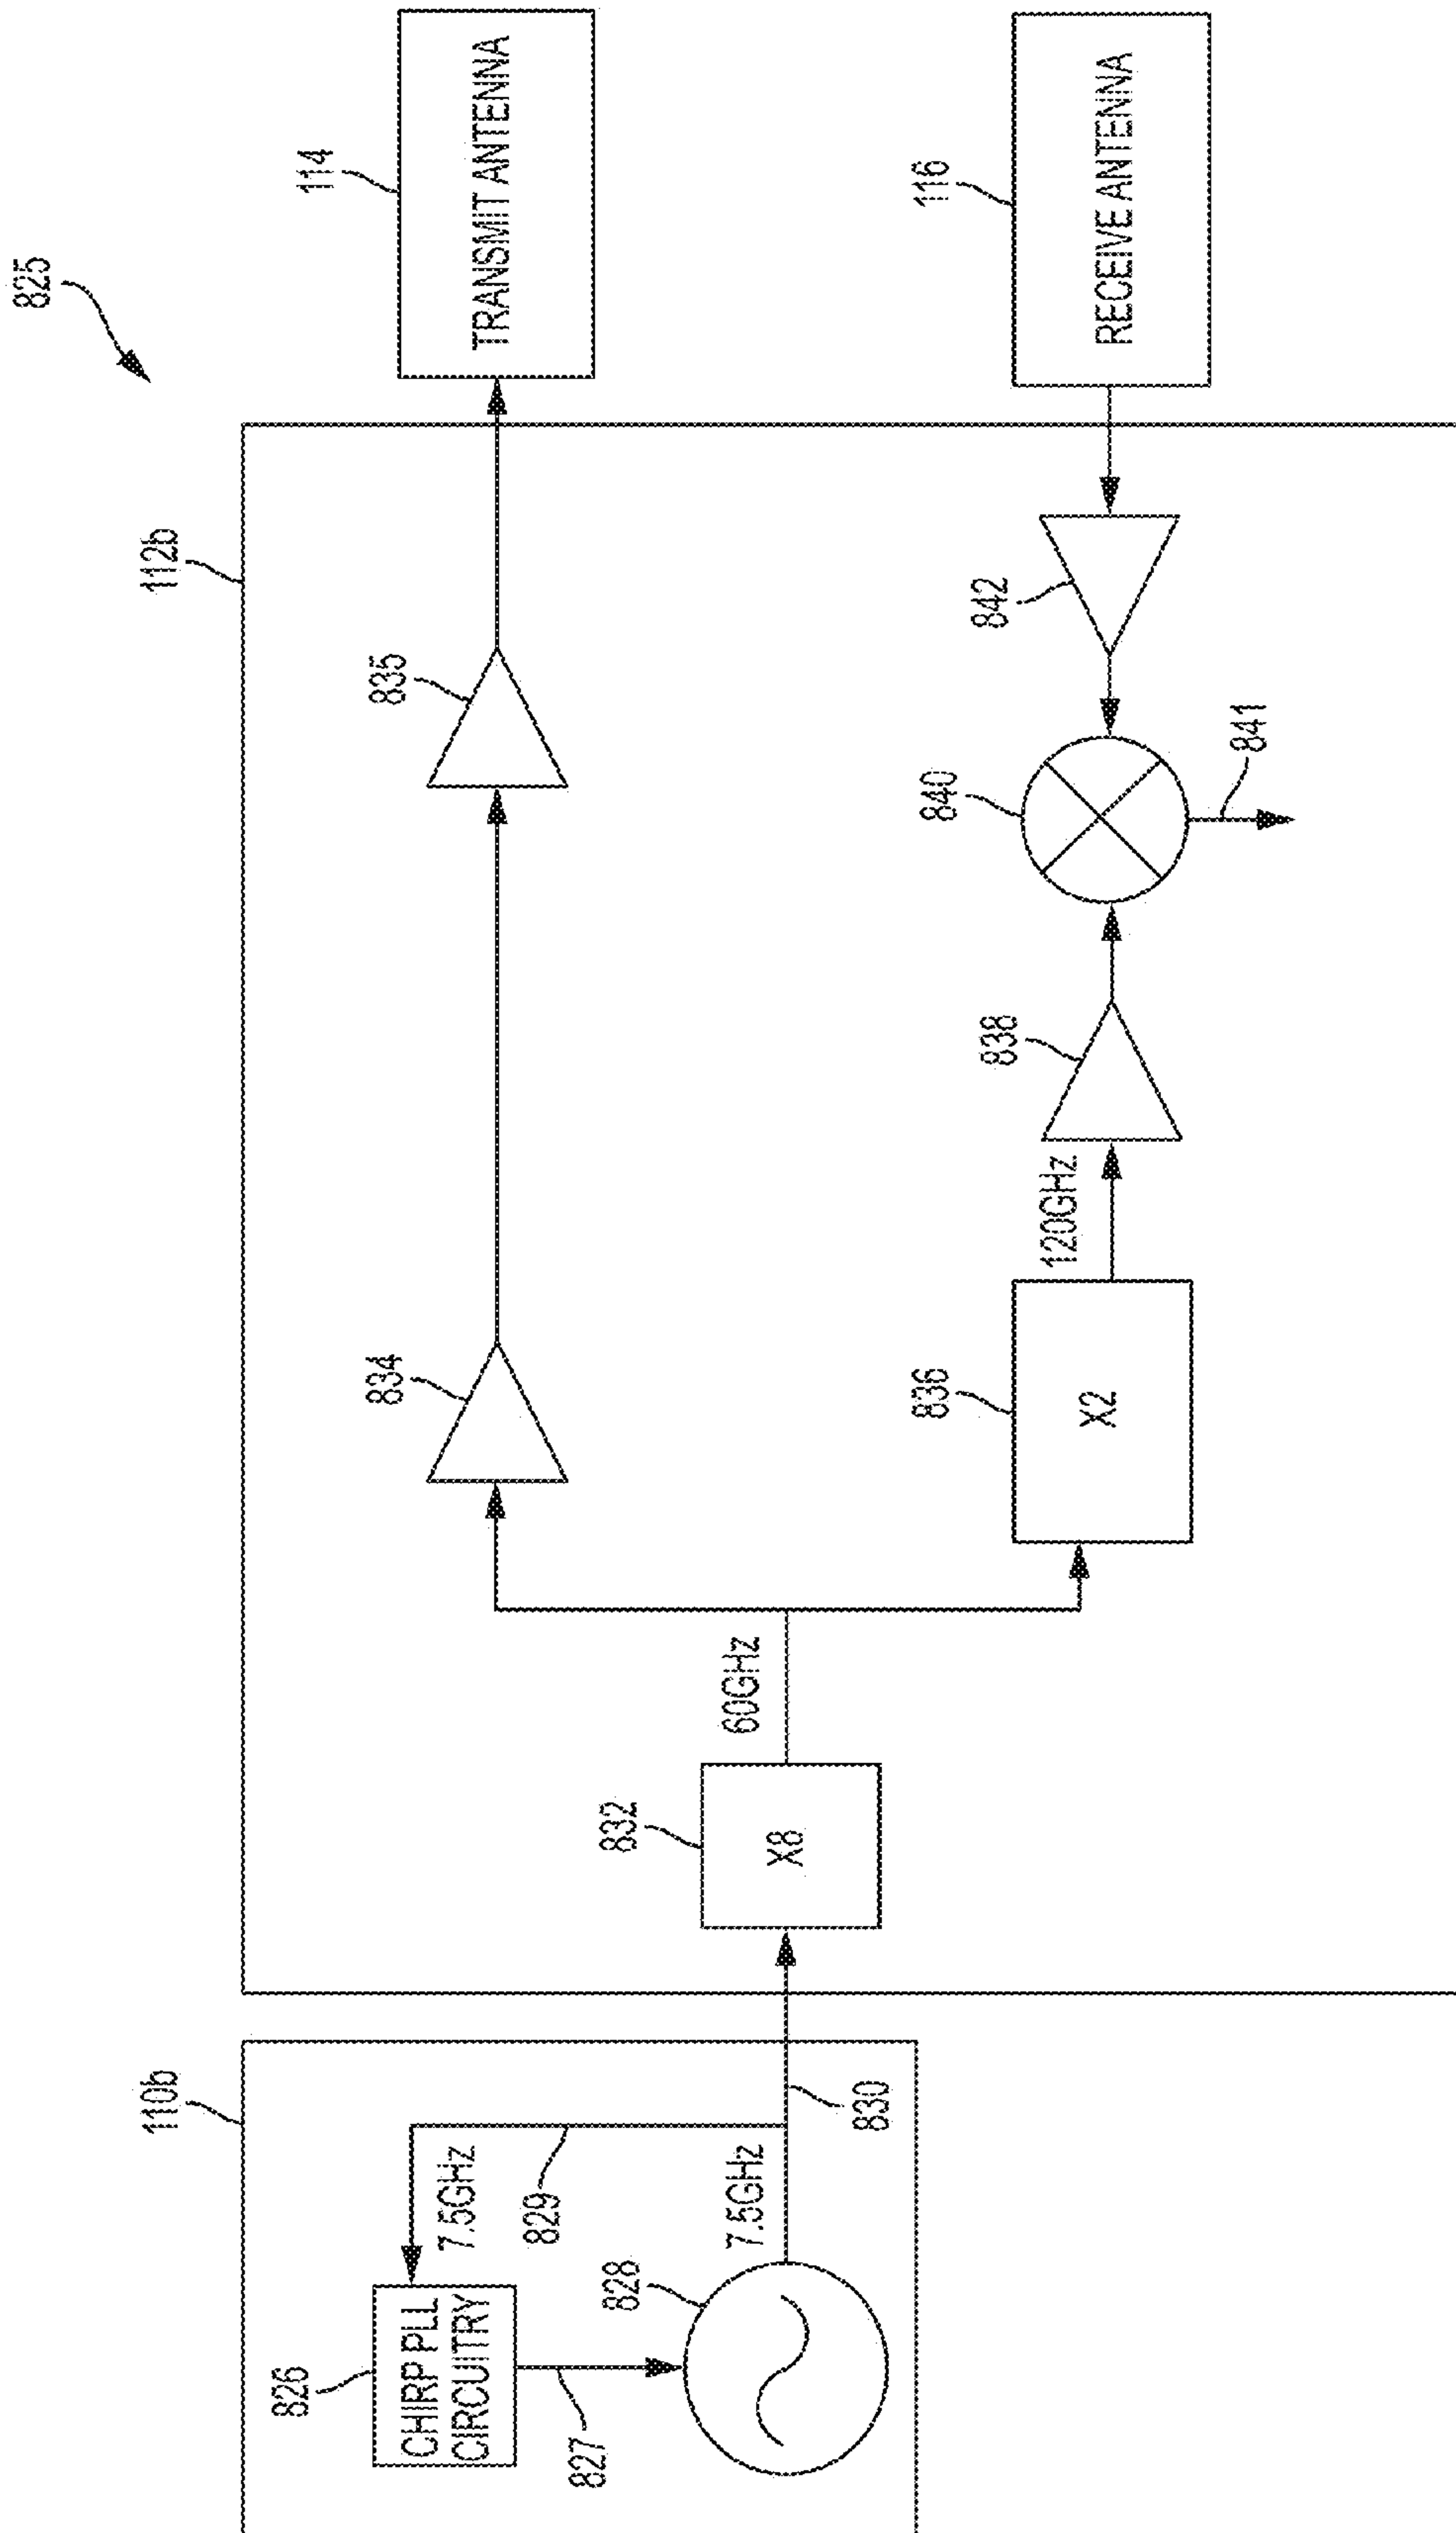 825
110b
826
CHIRP PLL
CIRCUITRY
827
7.5GHz
829
828
7.5GHz
830
112b
832
X8
60GHz
834
835
114
TRANSMIT ANTENNA
836
X2
120GHz
838
840
841
842
116
RECEIVE ANTENNA